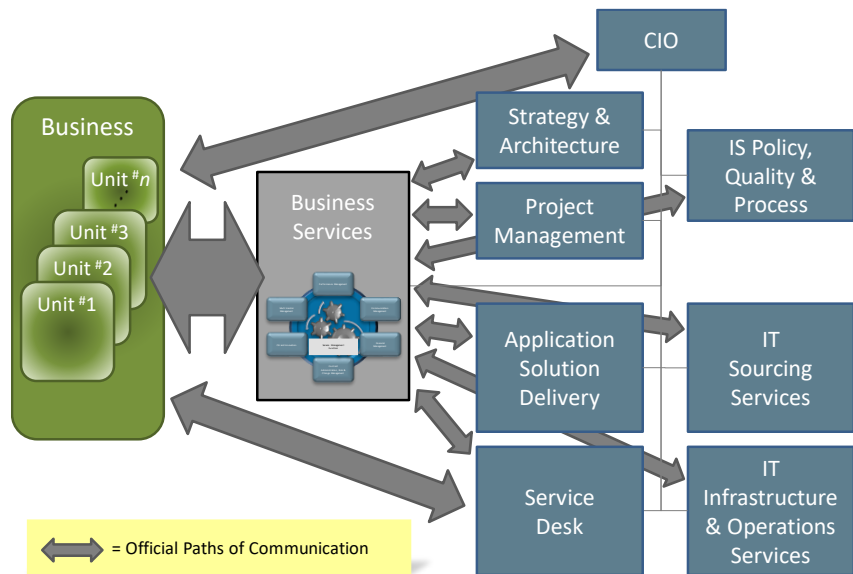 CIO
Business
Unit #n
Unit #3
Unit #2
Unit #1
Business
Services
Strategy &
Architecture
IS Policy,
Quality &
Process
Project
Management
Application
Solution
Delivery
IT
Sourcing
Services
Service
Desk
IT
Infrastructure
& Operations
Services
= Official Paths of Communication